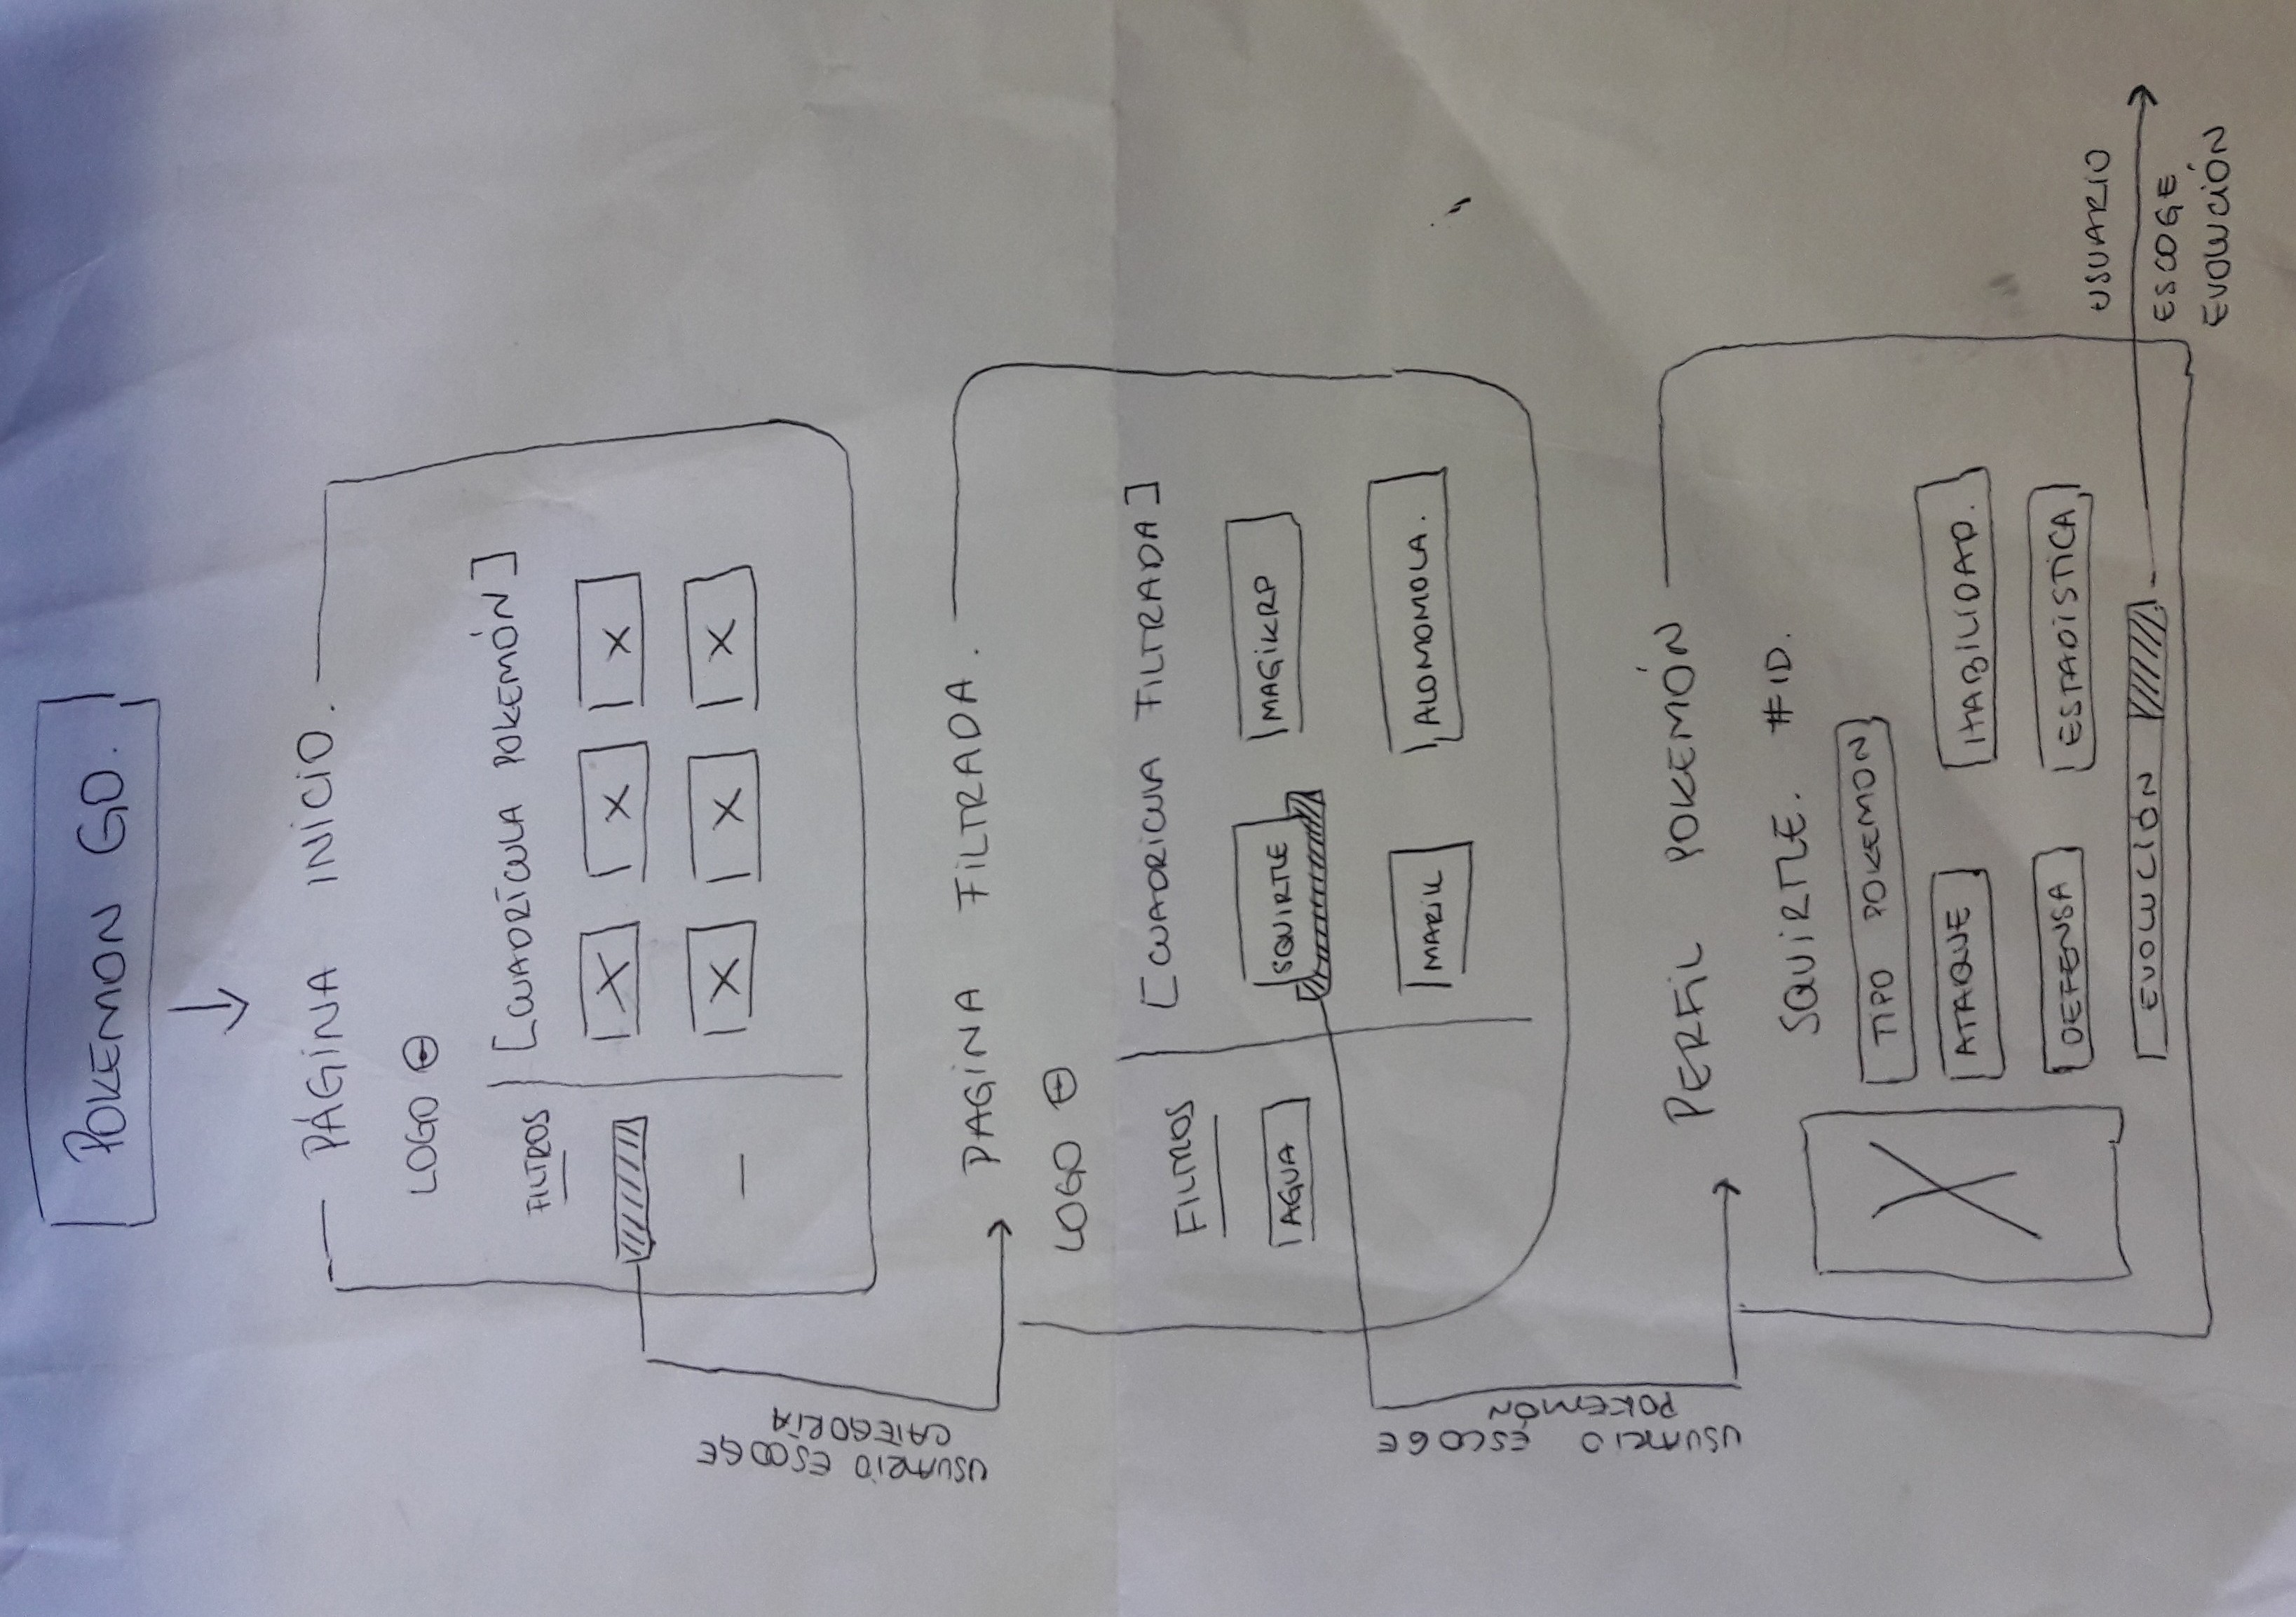 POKEMON GO.
PÁGINA INICIO.
LOGO
FILTROS
[CUADRÍCULA POKEMÓN]
X X X
X X X
USUARIO ESCOGE
CATEGORÍA
PAGINA FILTRADA.
LOGO
FILTROS
[CUADRICULA FILTRADA]
AGUA
SQUIRTLE
MAGIKRP
MARILL
ALOMOMOLA.
USUARIO ESCOGE
POKEMÓN
PERFIL POKEMÓN
SQUIRTLE. #ID.
X
TIPO POKEMON
ATAQUE
HABILIDAD.
DEFENSA
ESTADISTICA
EVOLUCIÓN
USUARIO
ESCOGE
EVOLUCIÓN